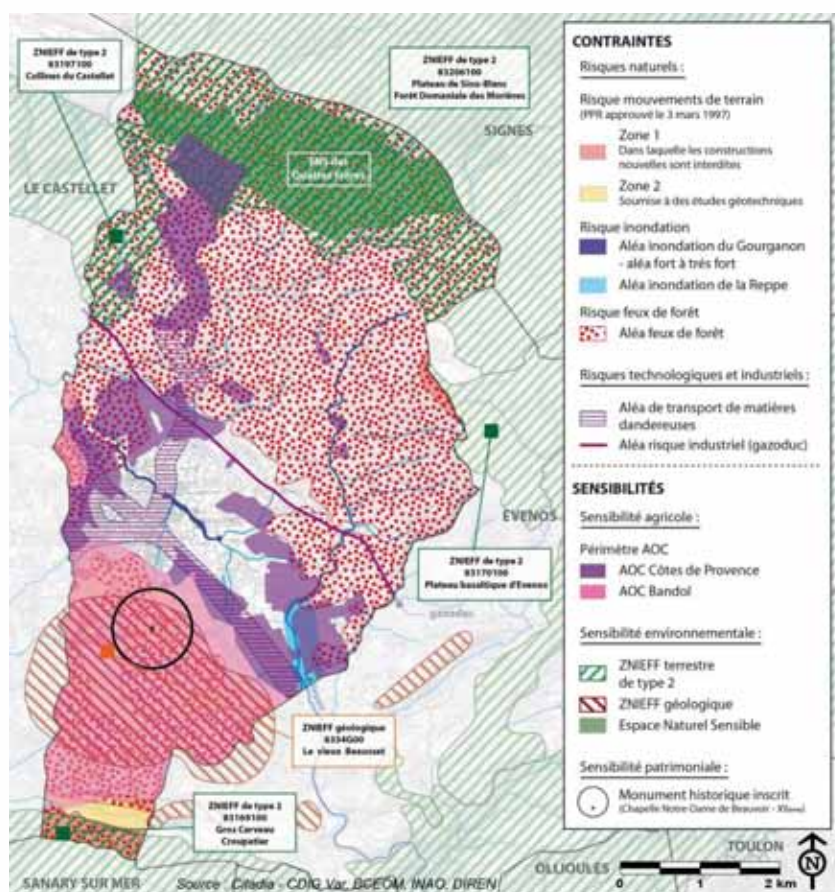 ZNIEFF de type 2
83197100
Collines du Castellet
ZNIEFF de type 2
83206100
Plateau de Siou-Blanc
Forêt Domaniale des Morières
SIGNES
ENS des
Quatres frères
LE CASTELLET
ÉVENOS
ZNIEFF de type 2
83170100
Plateau basaltique d'Evenos
gazoduc
ZNIEFF géologique
8334G00
Le vieux Beausset
ZNIEFF de type 2
83169100
Gros Cerveau
Croupatier
SANARY SUR MER
Source : Citadia - CDIG Var, BCEOM, INAO, DIREN
OLLIOULES
TOULON
0 1 2 km
N
CONTRAINTES
Risques naturels :
Risque mouvements de terrain
(PPR approuvé le 3 mars 1997)
Zone 1
Dans laquelle les constructions
nouvelles sont interdites
Zone 2
Soumise à des études géotechniques
Risque inondation
Aléa inondation du Gourganon
- aléa fort à trés fort
Aléa inondation de la Reppe
Risque feux de forêt
Aléa feux de forêt
Risques technologiques et industriels :
Aléa de transport de matières
dandereuses
Aléa risque industriel (gazoduc)
SENSIBILITÉS
Sensibilité agricole :
Périmètre AOC
AOC Côtes de Provence
AOC Bandol
Sensibilité environnementale :
ZNIEFF terrestre
de type 2
ZNIEFF géologique
Espace Naturel Sensible
Sensibilité patrimoniale :
Monument historique inscrit
(Chapelle Notre Dame de Beauvoir - XIIème)